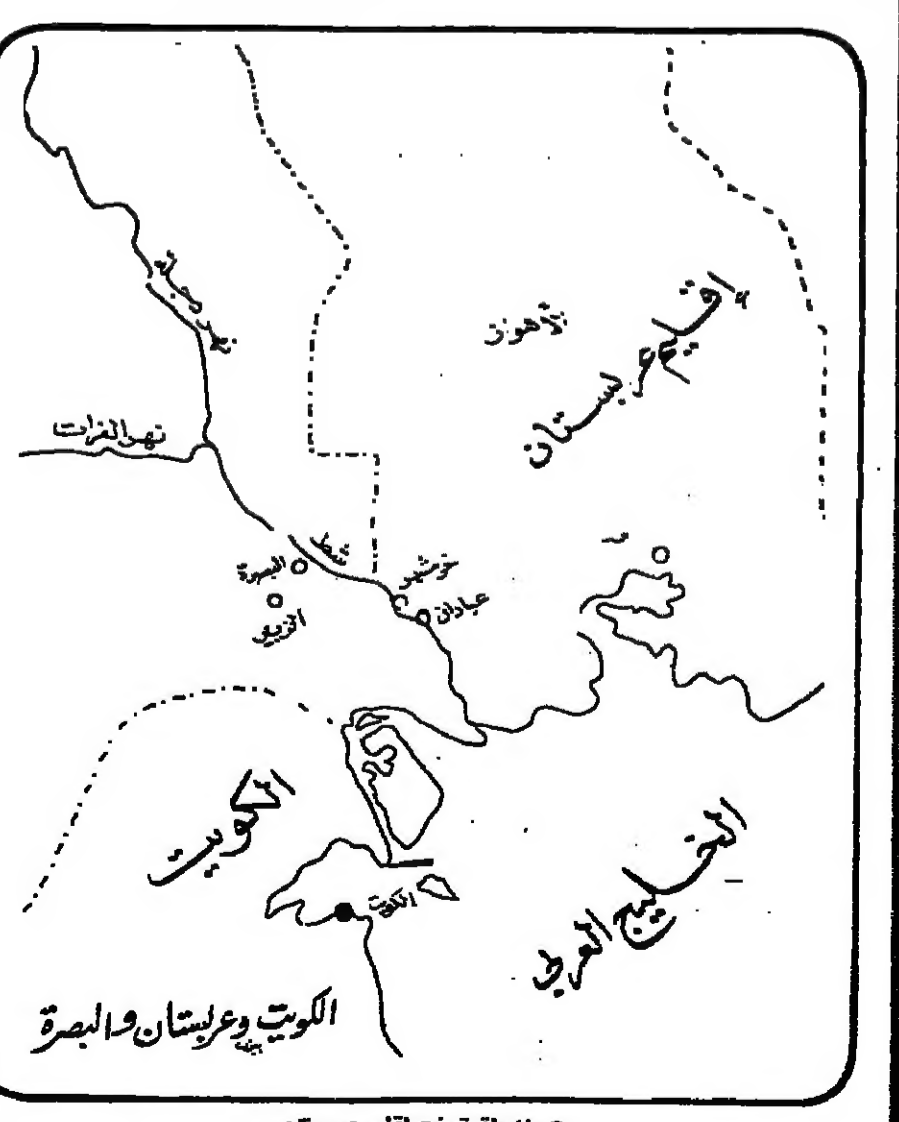 نهر دجلة
إقليم عربستان
الأهواز
نهر الفرات
شط
البصرة
خرمشهر
عبادان
الزبير
الكويت
الكويت
الخليج العربي
الكويت وعربستان والبصرة